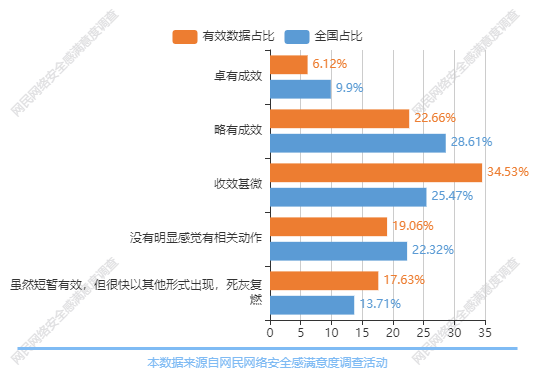 网民网络安全感满意度调查
网民网络安全感满意度调查
有效数据占比 全国占比
卓有成效
6.12%
9.9%
略有成效
22.66%
28.61%
收效甚微
34.53%
25.47%
没有明显感觉有相关动作
19.06%
22.32%
虽然短暂有效，但很快以其他形式出现，死灰复
燃
17.63%
13.71%
0 5 10 15 20 25 30 35
网民网络安全感满意度调查
网民网络安全感满意度调查
本数据来源自网民网络安全感满意度调查活动